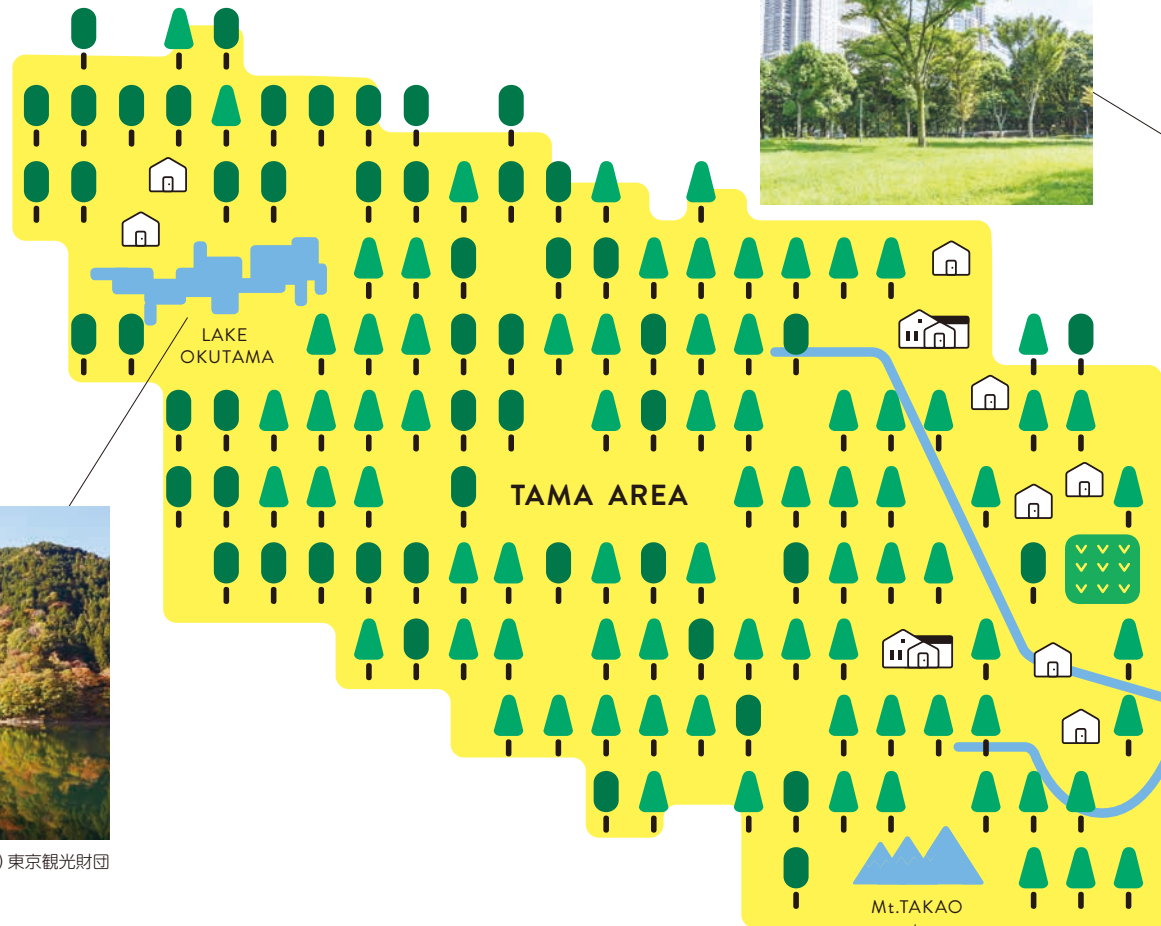 LAKE
OKUTAMA
TAMA AREA
) 東京観光財団
Mt.TAKAO